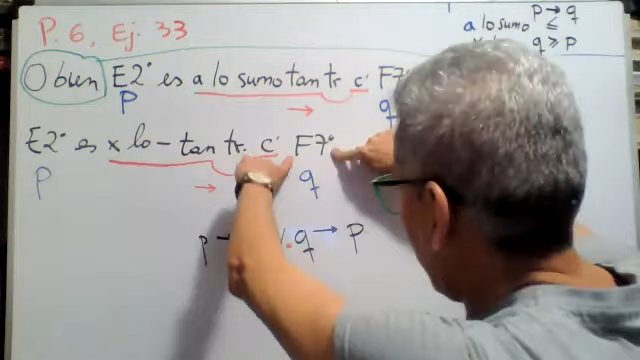 P. 6, Ej. 33
p → q
a lo sumo ≤
q ≥ p
O bien E2° es a lo sumo tan tr. c' F7°
→
p q
E2° es x lo - tan tr. c' F7°
→
p q
p q → p